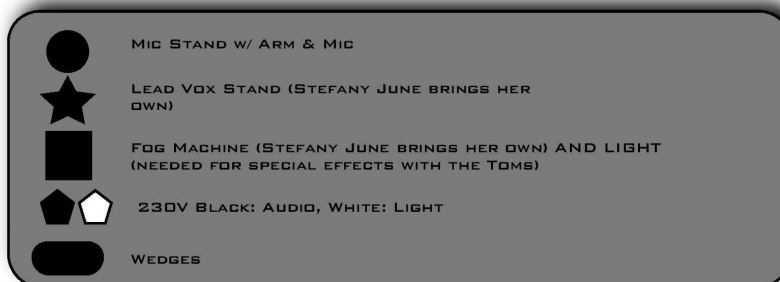 Mic Stand w/ Arm & Mic
Lead Vox Stand (Stefany June brings her
own)
Fog Machine (Stefany June brings her own) AND LIGHT
(needed for special effects with the Toms)
230V Black: Audio, White: Light
Wedges